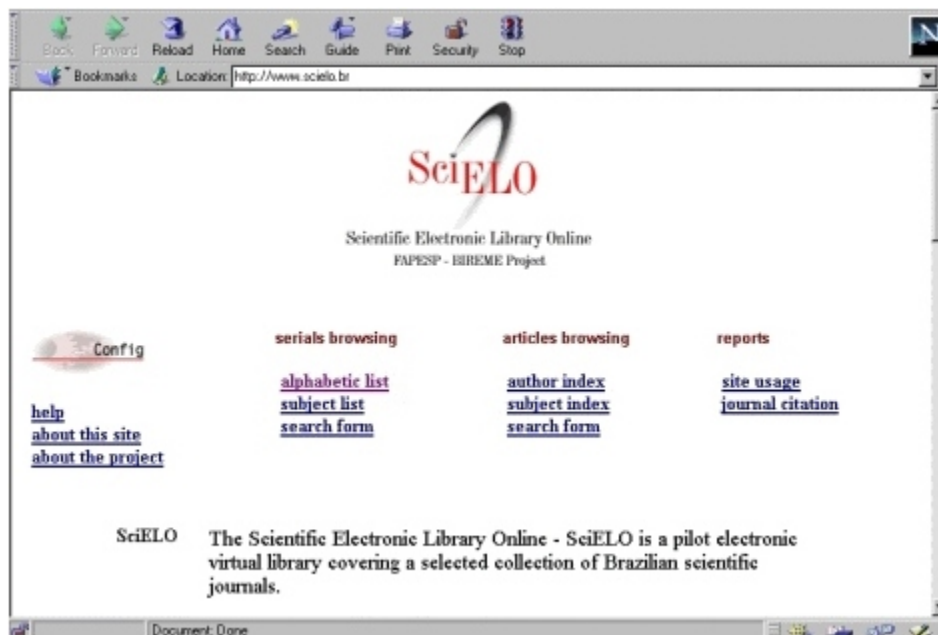 Back Forward Reload Home Search Guide Print Security Stop N
Bookmarks Location: http://www.scielo.br
SciELO
Scientific Electronic Library Online
FAPESP - BIREME Project
Config
help
about this site
about the project
serials browsing
alphabetic list
subject list
search form
articles browsing
author index
subject index
search form
reports
site usage
journal citation
SciELO
The Scientific Electronic Library Online - SciELO is a pilot electronic
virtual library covering a selected collection of Brazilian scientific
journals.
Document: Done